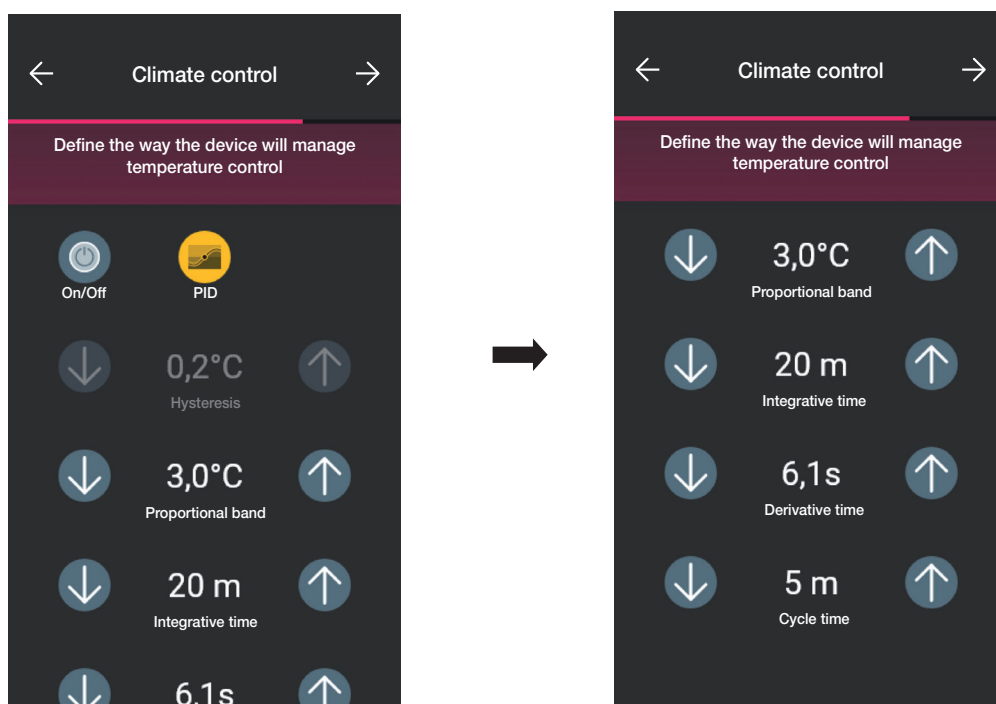 Climate control
Define the way the device will manage
temperature control
On/Off
PID
0,2°C
Hysteresis
3,0°C
Proportional band
20 m
Integrative time
6,1s
Climate control
Define the way the device will manage
temperature control
3,0°C
Proportional band
20 m
Integrative time
6,1s
Derivative time
5 m
Cycle time